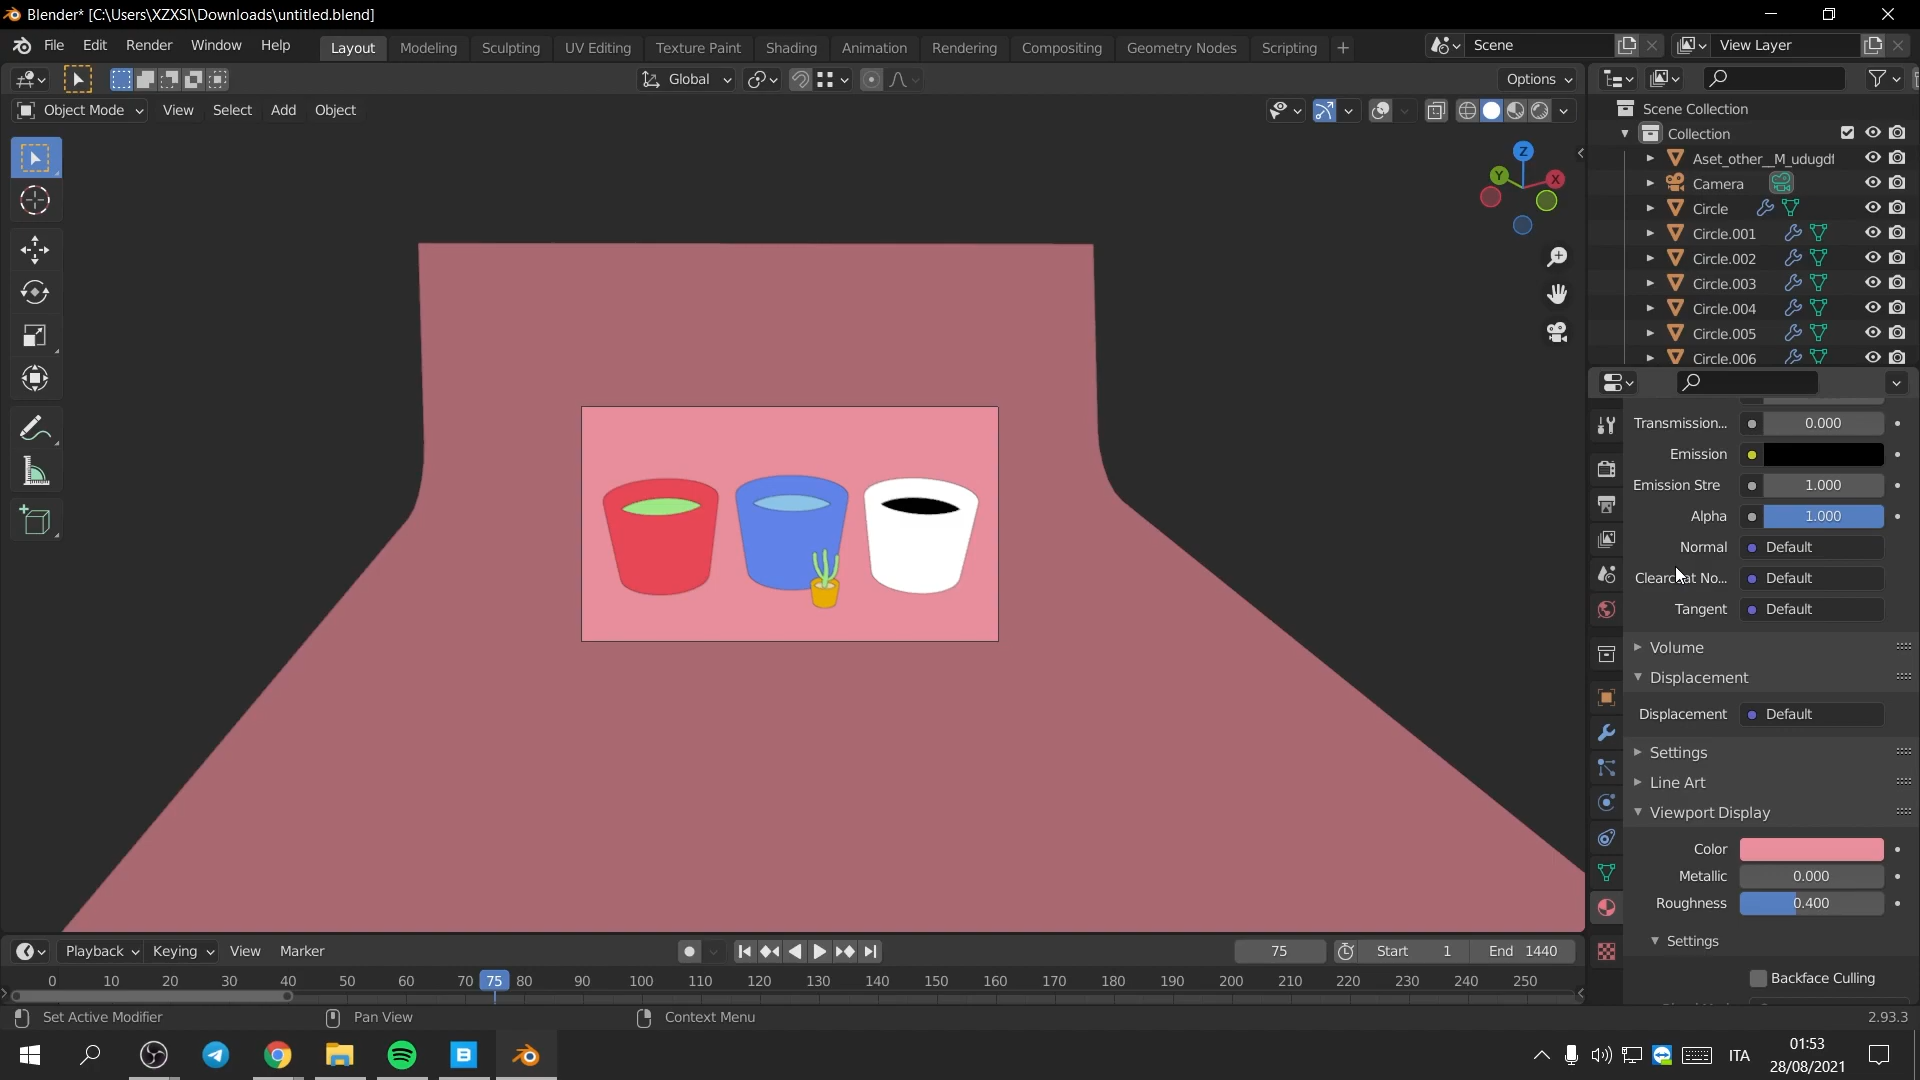 Blender* [C:\Users\XZXSI\Downloads\untitled.blend]
File Edit Render Window Help
Layout Modeling Sculpting UV Editing Texture Paint Shading Animation Rendering Compositing Geometry Nodes Scripting +
Scene
View Layer
Global
Options
Object Mode View Select Add Object
Z
Y
X
Scene Collection
Collection
Aset_other__M_udugdf
Camera
Circle
Circle.001
Circle.002
Circle.003
Circle.004
Circle.005
Circle.006
Transmission... 0.000
Emission
Emission Stre 1.000
Alpha 1.000
Normal Default
Clearcoat No... Default
Tangent Default
Volume
Displacement
Displacement Default
Settings
Line Art
Viewport Display
Color
Metallic 0.000
Roughness 0.400
Settings
Backface Culling
Playback Keying View Marker
75 Start 1 End 1440
0 10 20 30 40 50 60 70 75 80 90 100 110 120 130 140 150 160 170 180 190 200 210 220 230 240 250
Set Active Modifier Pan View Context Menu 2.93.3
ITA
01:53
28/08/2021